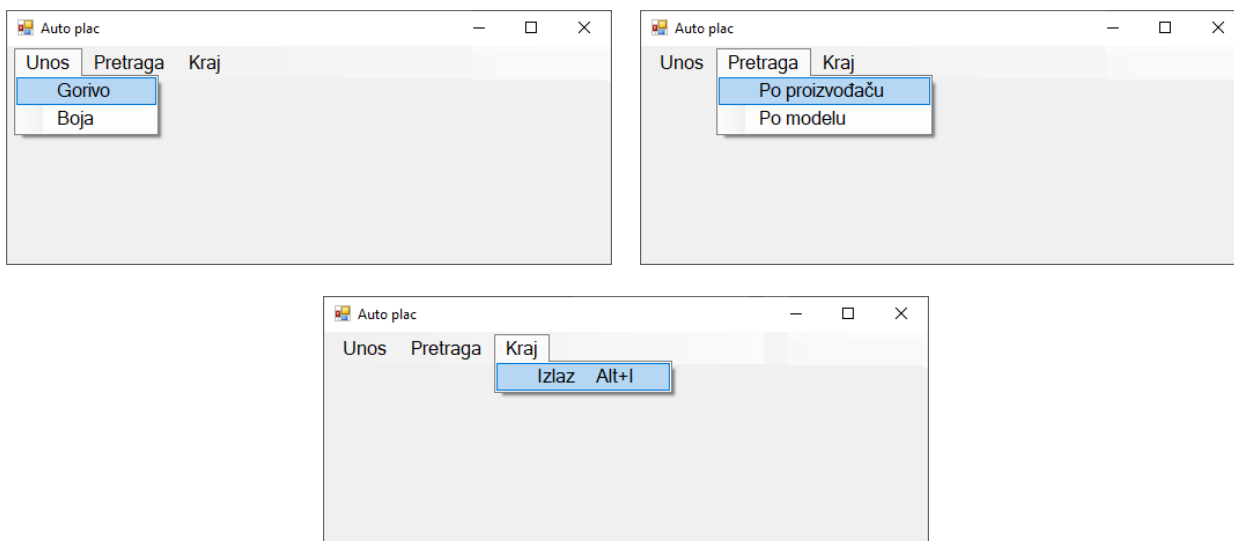 Auto plac
Unos Pretraga Kraj
Gorivo
Boja
Auto plac
Unos Pretraga Kraj
Po proizvođaču
Po modelu
Auto plac
Unos Pretraga Kraj
Izlaz Alt+I